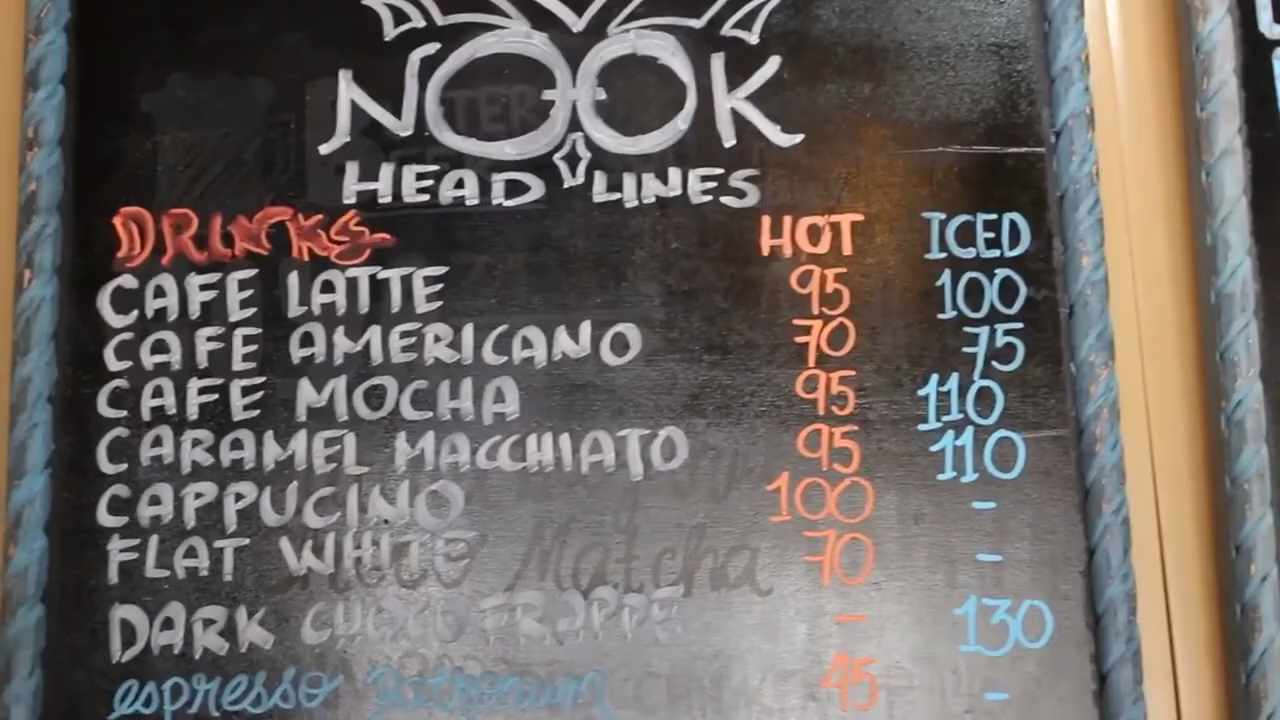 NOOK
HEAD LINES
DRINKS HOT ICED
CAFE LATTE 95 100
CAFE AMERICANO 70 75
CAFE MOCHA 95 110
CARAMEL MACCHIATO 95 110
CAPPUCINO 100 -
FLAT WHITE 70 -
DARK CHOCO FRAPPE - 130
espresso patronum 45 -